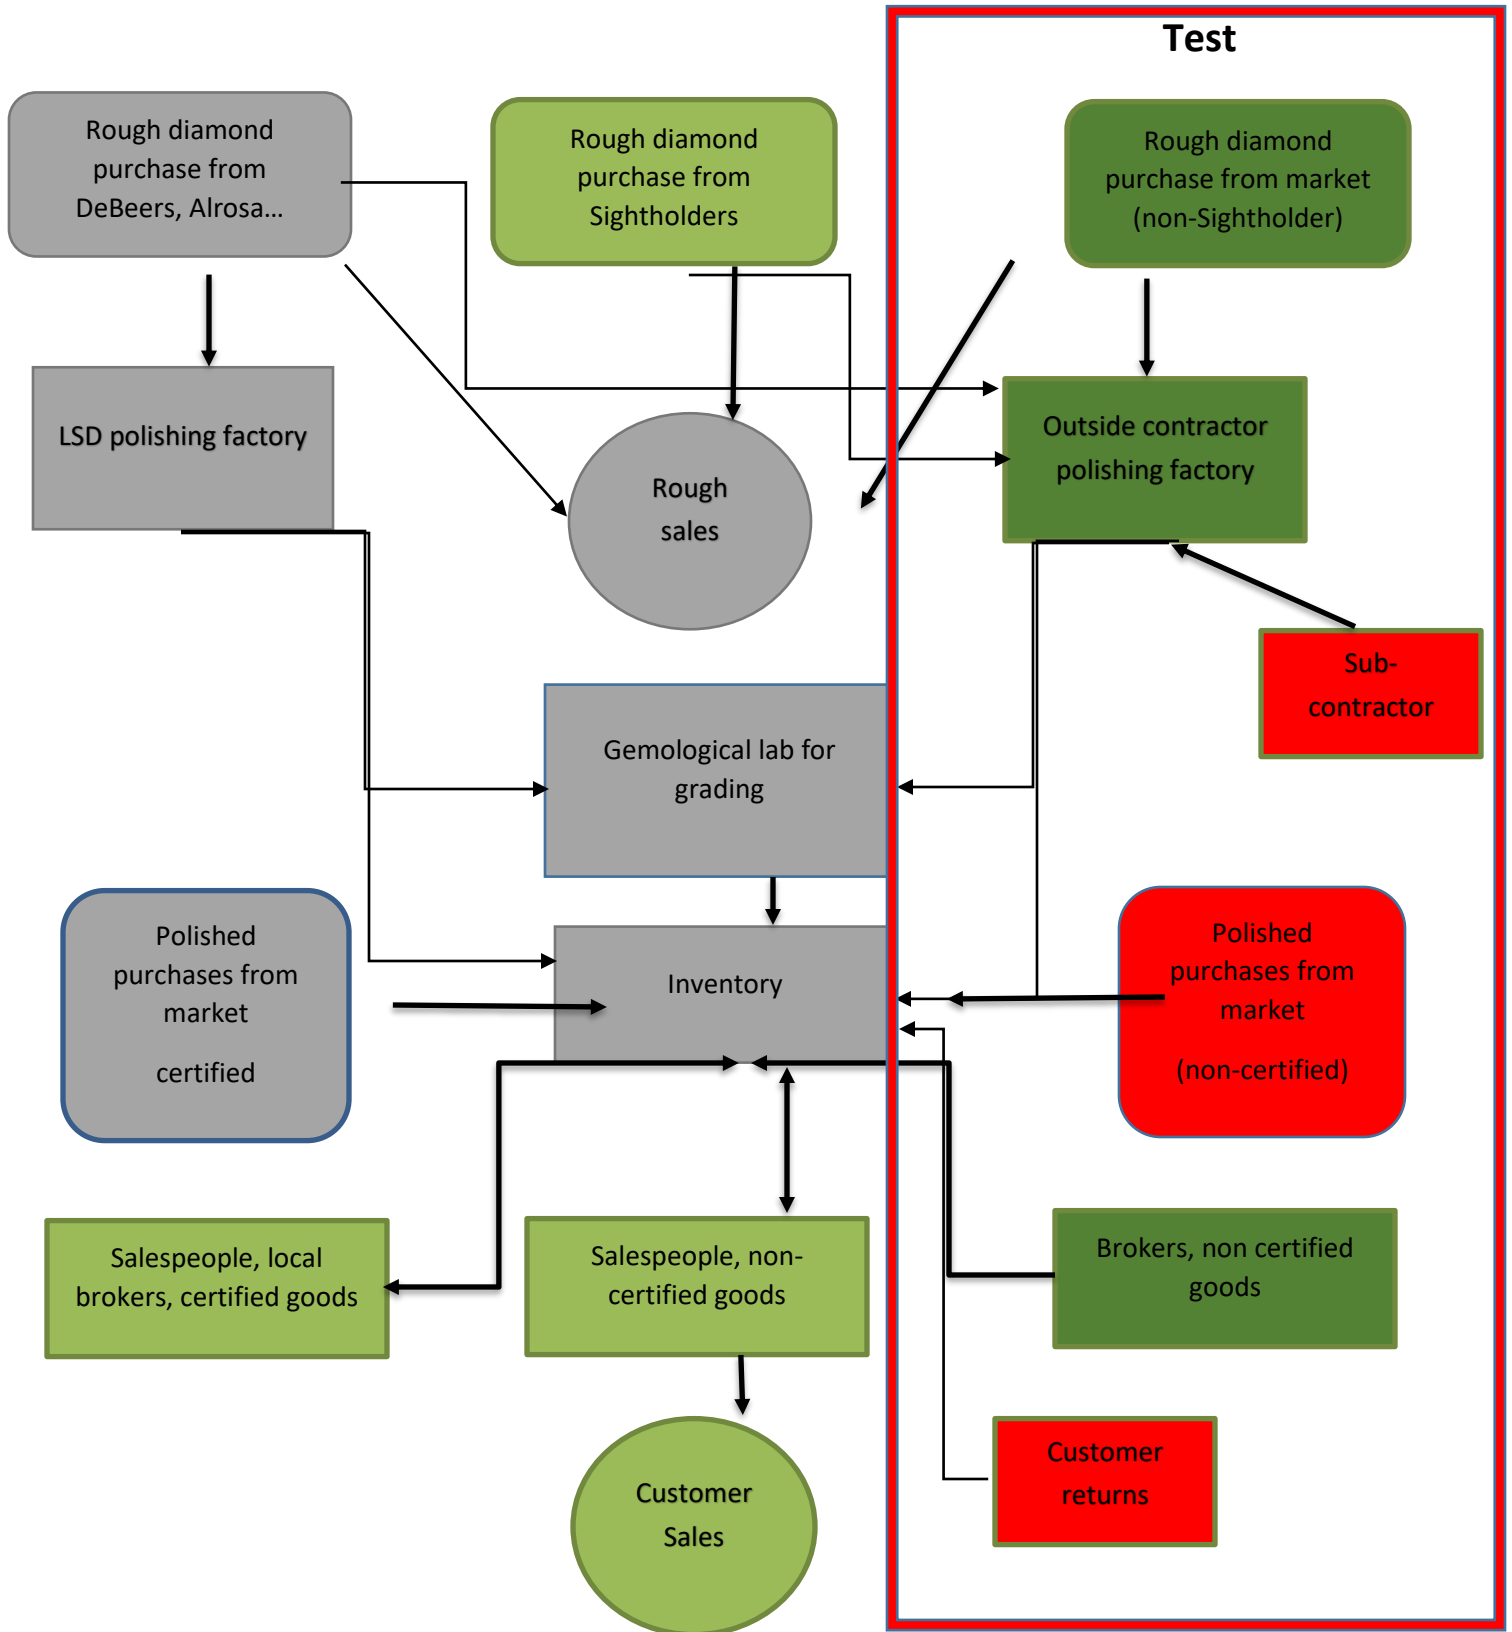 Test
Rough diamond
purchase from
DeBeers, Alrosa...
Rough diamond
purchase from
Sightholders
Rough diamond
purchase from market
(non-Sightholder)
LSD polishing factory
Rough
sales
Outside contractor
polishing factory
Sub-
contractor
Gemological lab for
grading
Polished
purchases from
market
certified
Inventory
Polished
purchases from
market
(non-certified)
Salespeople, local
brokers, certified goods
Salespeople, non-
certified goods
Brokers, non certified
goods
Customer
Sales
Customer
returns